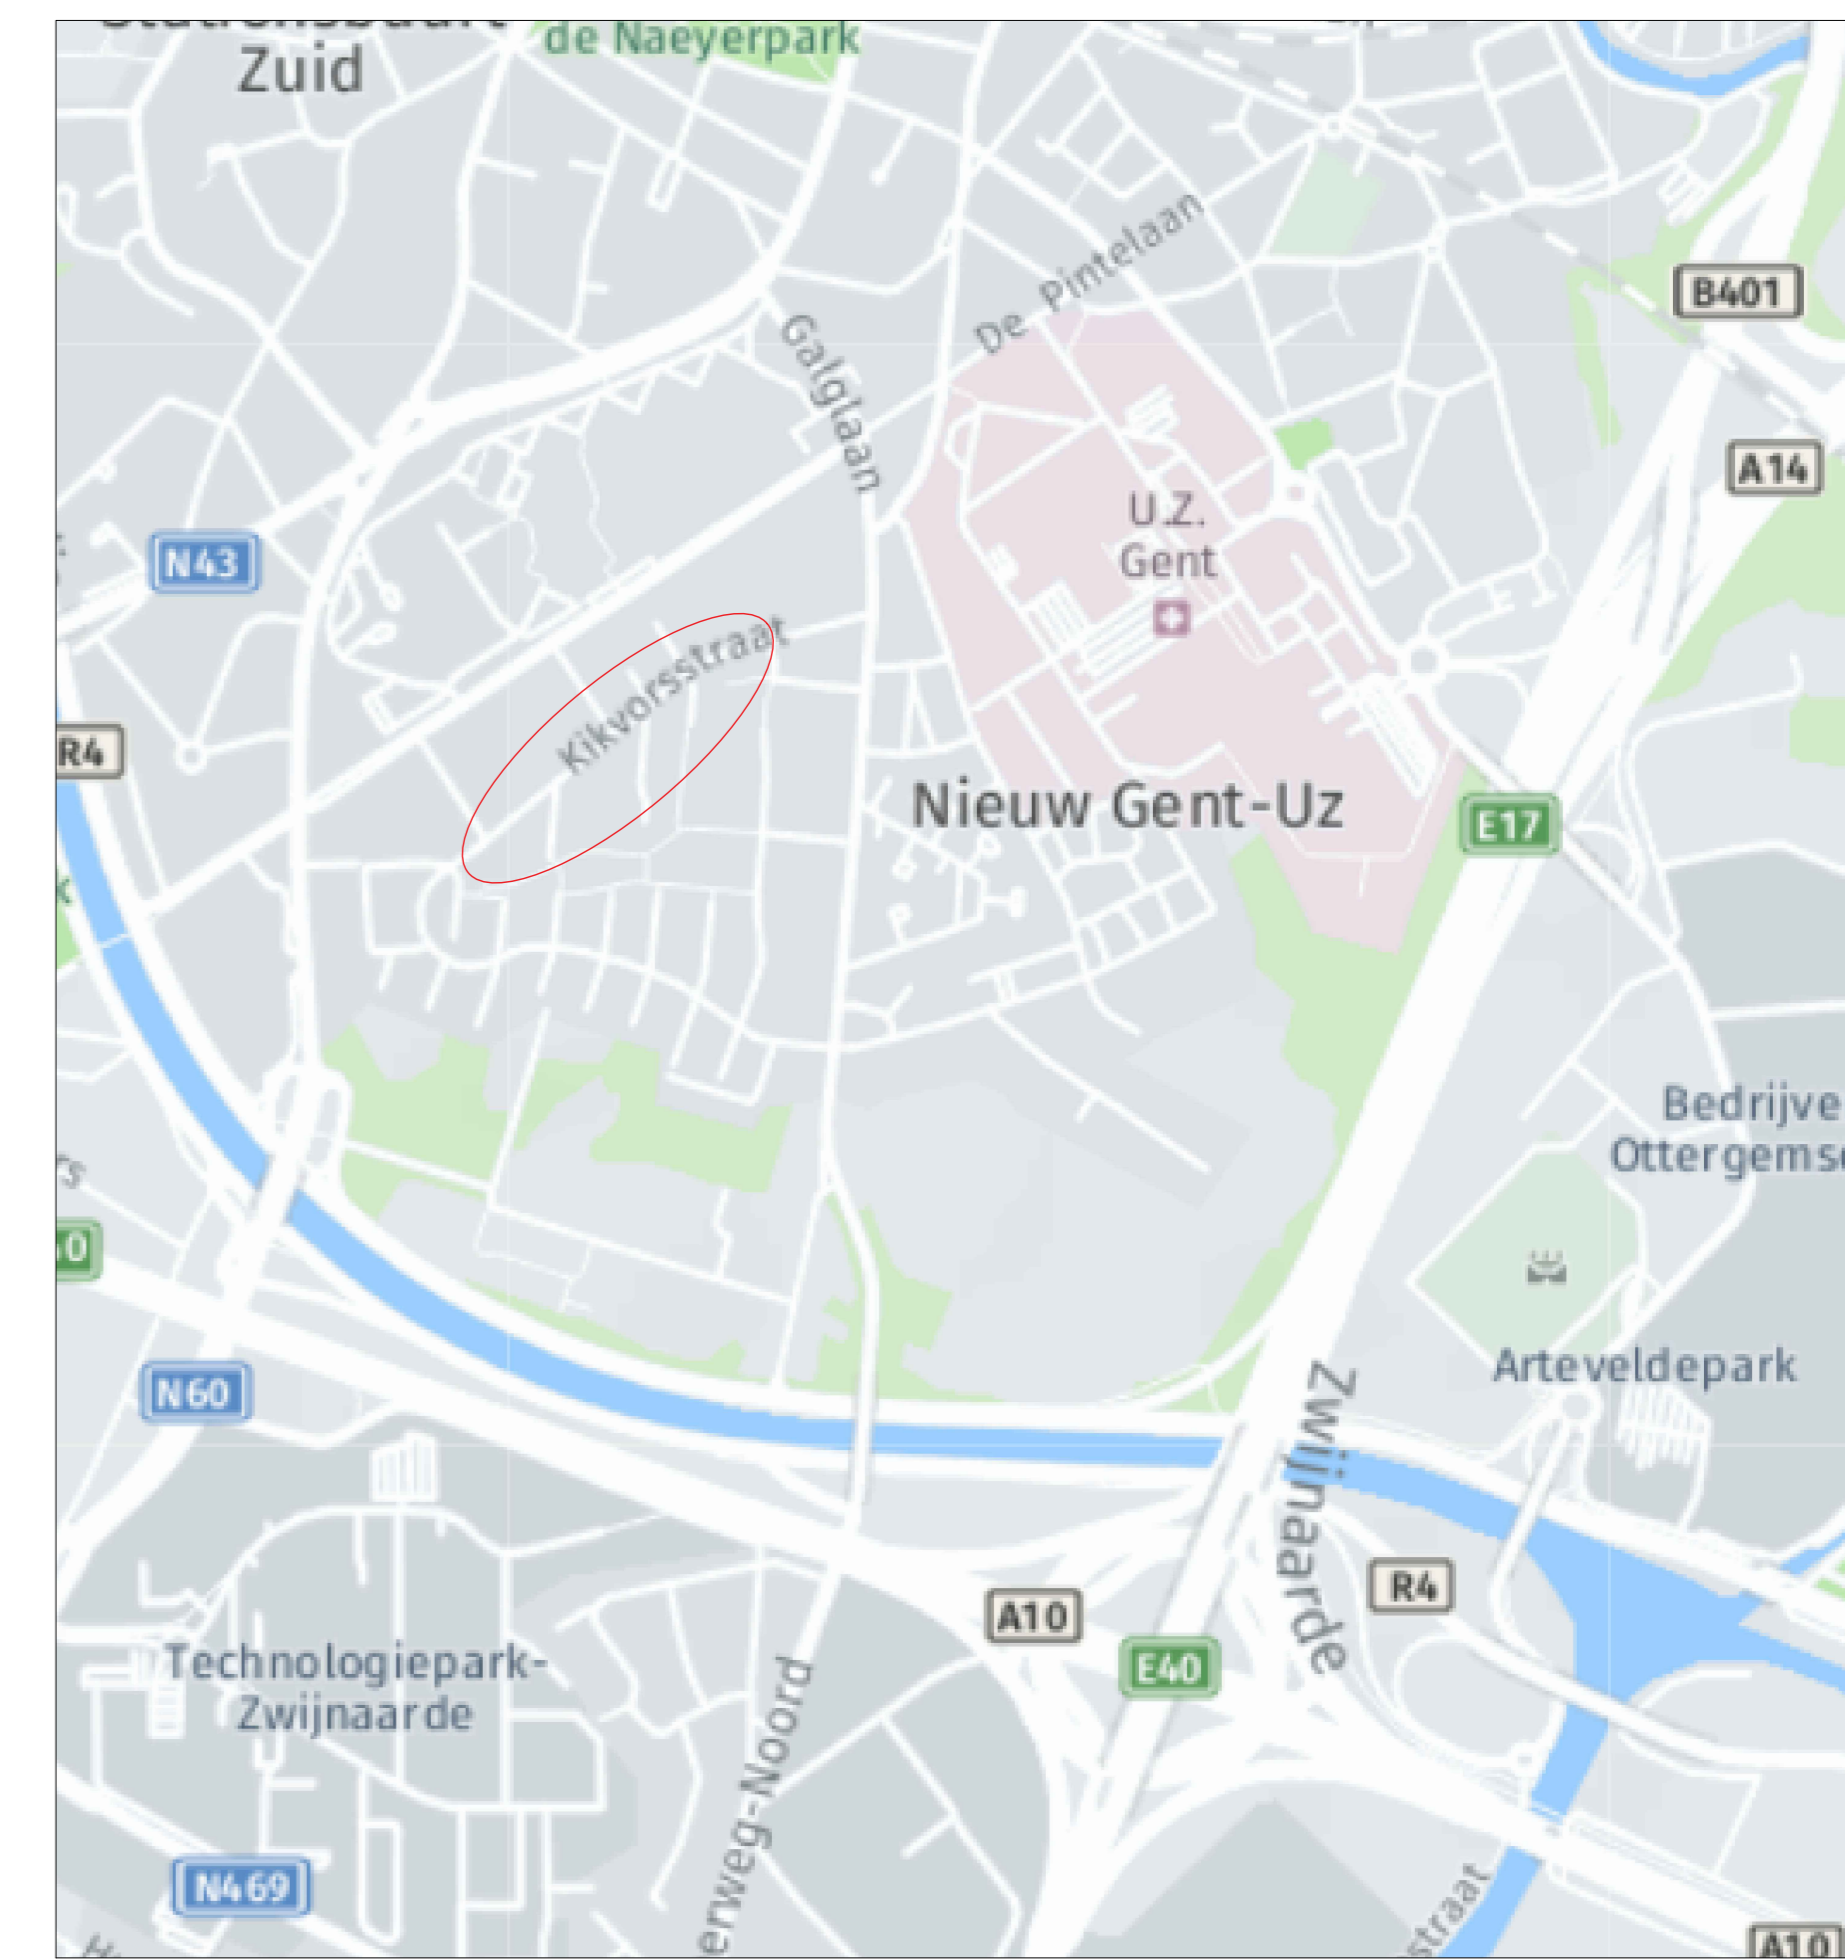 Zuid
de Naeyerpark
De Pintelaan
Galglaan
B401
A14
U.Z.
Gent
N43
Kikvorsstraat
R4
Nieuw Gent-Uz
E17
Bedrijve
Ottergems
Arteveldepark
N60
Zwijnaarde
R4
A10
E40
Technologiepark-
Zwijnaarde
erweg-Noord
N469
straat
A10